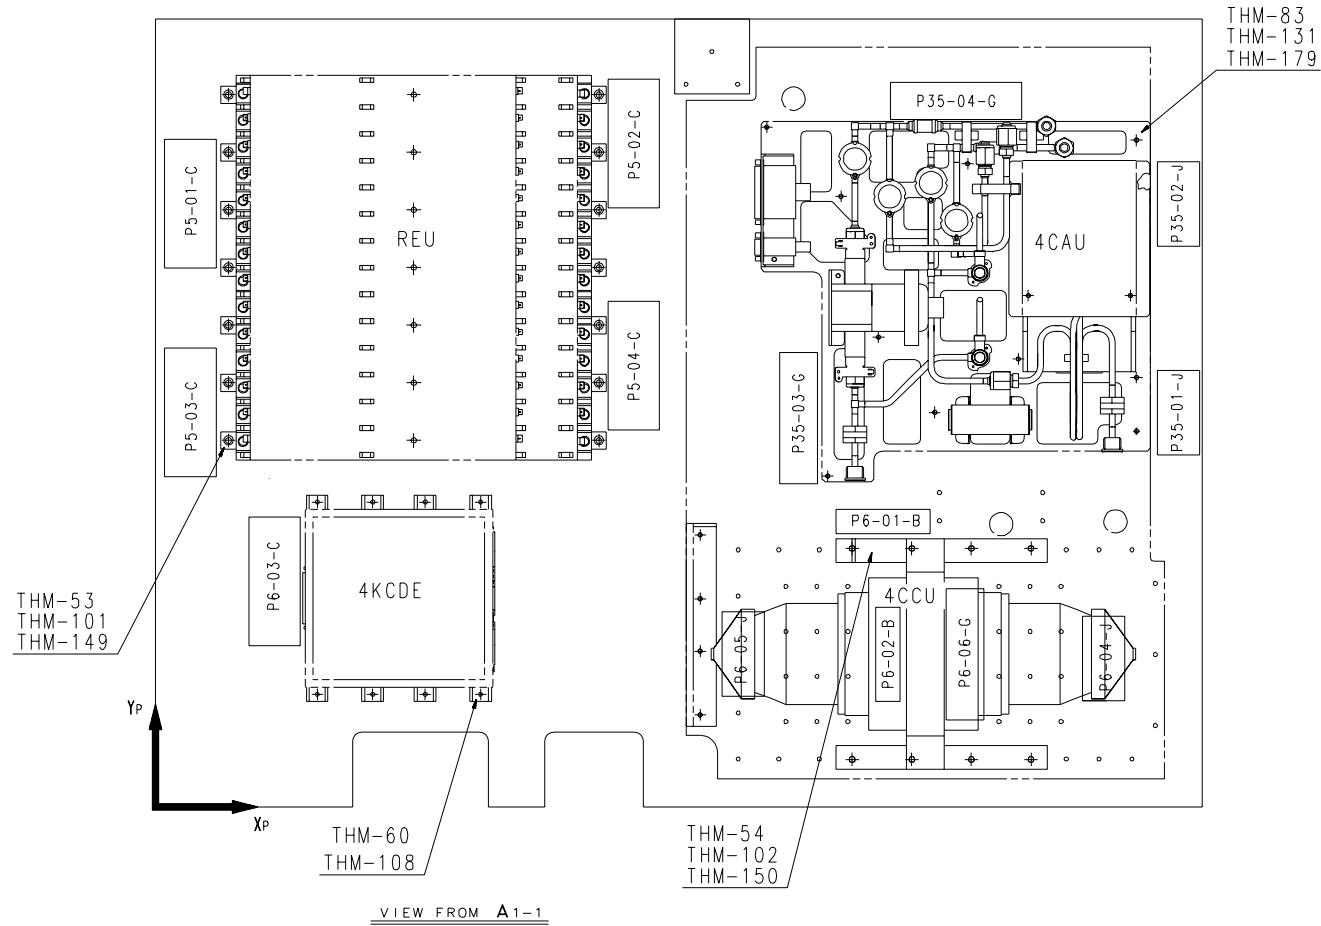 THM-83
THM-131
THM-179
P35-04-G
P5-02-C
P5-01-C
REU
P35-02-J
4CAU
P5-04-C
P5-03-C
P35-03-G
P35-01-J
P6-01-B
P6-03-C
4KCDE
4CCU
P6-05-J
P6-02-B
P6-06-G
P6-04-J
THM-53
THM-101
THM-149
YP
XP
THM-60
THM-108
THM-54
THM-102
THM-150
VIEW FROM A1-1